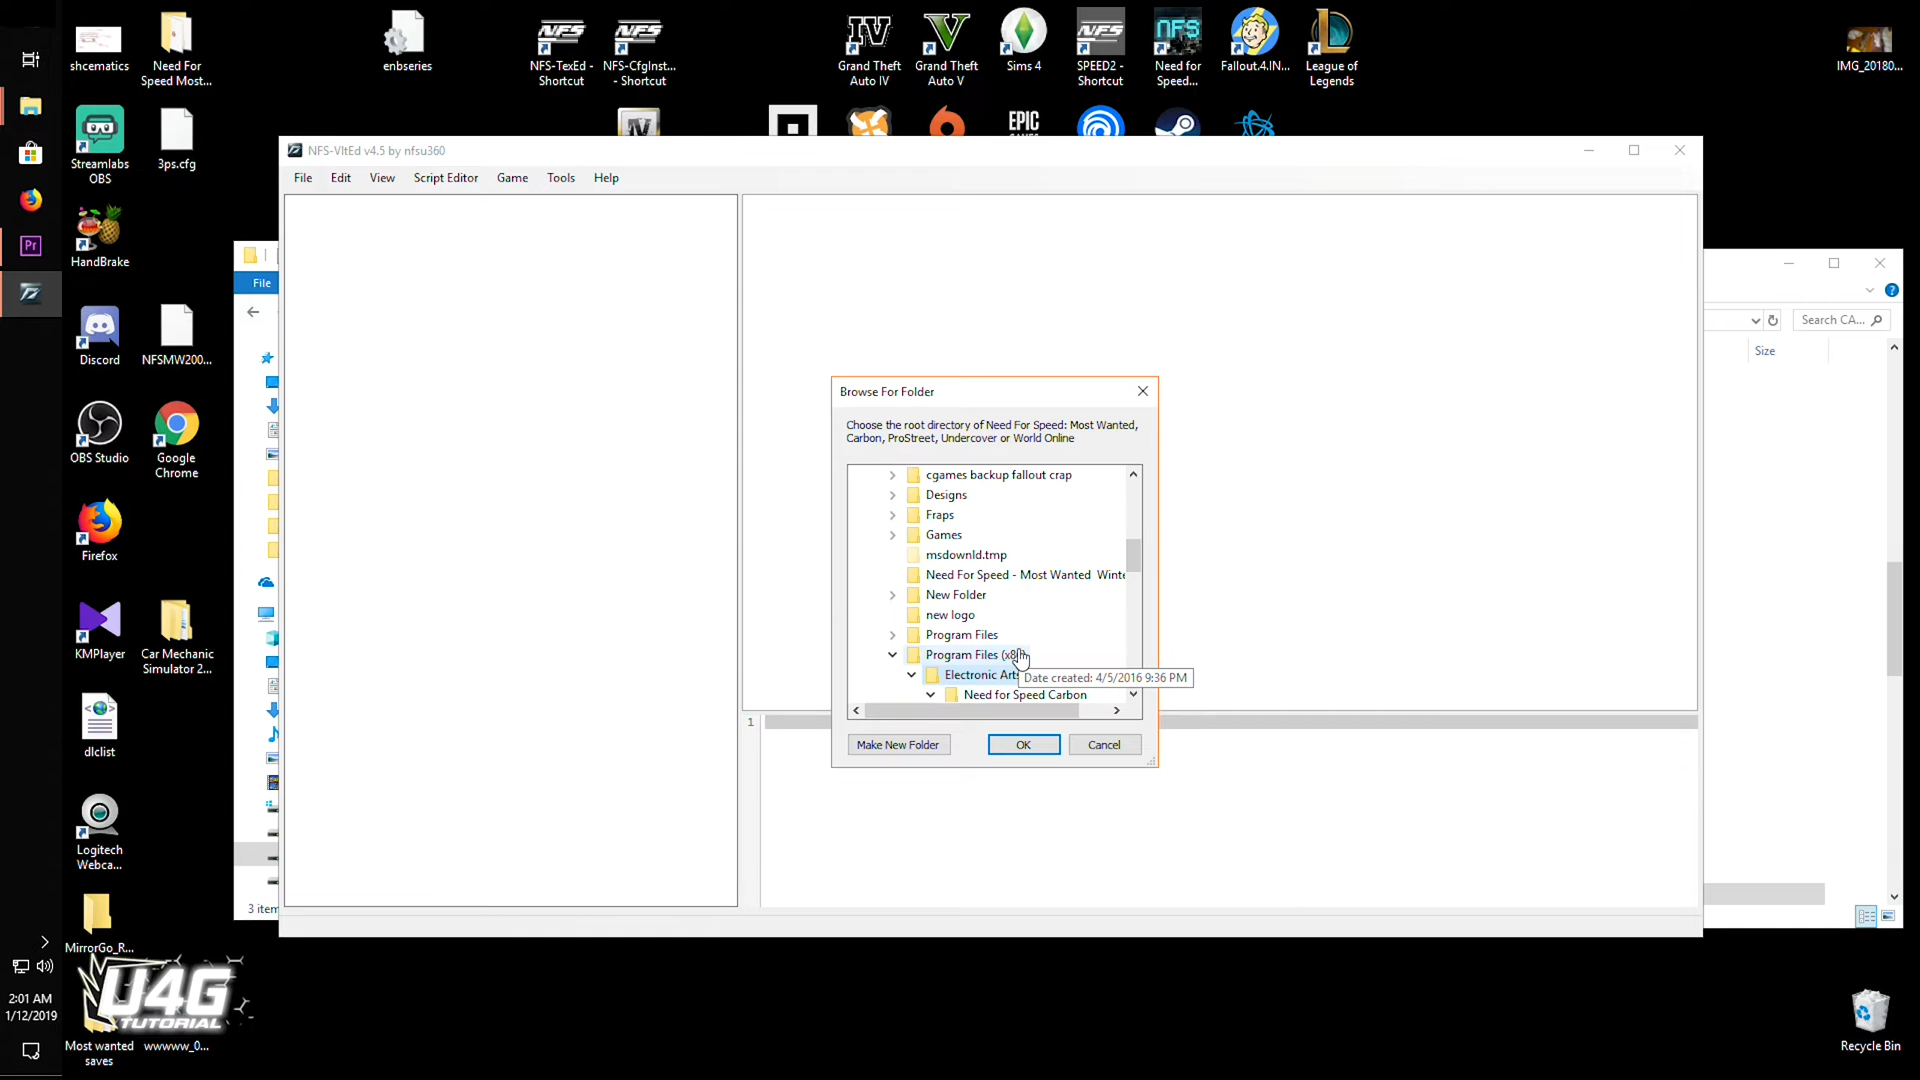 shcematics
Need For
Speed Most...
enbseries
NFS-TexEd -
Shortcut
NFS-CfgInst...
- Shortcut
Grand Theft
Auto IV
Grand Theft
Auto V
Sims 4
SPEED2 -
Shortcut
Need for
Speed...
Fallout.4.IN...
League of
Legends
IMG_20180...
Streamlabs
OBS
3ps.cfg
EPIC
NFS-VltEd v4.5 by nfsu360
File
Edit
View
Script Editor
Game
Tools
Help
HandBrake
File
Search CA...
Size
Discord
NFSMW200...
Browse For Folder
Choose the root directory of Need For Speed: Most Wanted,
Carbon, ProStreet, Undercover or World Online
cgames backup fallout crap
Designs
Fraps
Games
msdownld.tmp
Need For Speed - Most Wanted Winte
New Folder
new logo
Program Files
Program Files (x8
Electronic Arts
Date created: 4/5/2016 9:36 PM
Need for Speed Carbon
Make New Folder
OK
Cancel
1
OBS Studio
Google
Chrome
Firefox
KMPlayer
Car Mechanic
Simulator 2...
dlclist
Logitech
Webca...
3 item
MirrorGo_R...
U4G
TUTORIAL
2:01 AM
1/12/2019
Most wanted
saves
wwwww_0...
Recycle Bin